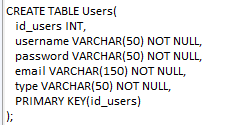 CREATE TABLE Users(
id_users INT,
username VARCHAR(50) NOT NULL,
password VARCHAR(50) NOT NULL,
email VARCHAR(150) NOT NULL,
type VARCHAR(50) NOT NULL,
PRIMARY KEY(id_users)
);